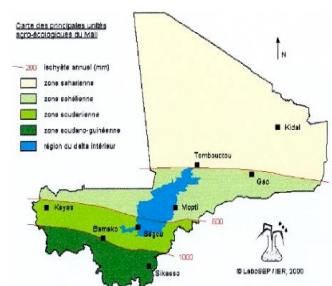 Carte des principales unités
agro-écologiques du Mali
200 Isohyète annuel (mm)
zone saharienne
zone sahélienne
zone soudanienne
zone soudano-guinéenne
région du delta intérieur
N
Kidal
Tombouctou
Gao
Kayes
Mopti
600
Ségou
Bamako
1000
Sikasso
© LaboSEP / IER, 2000